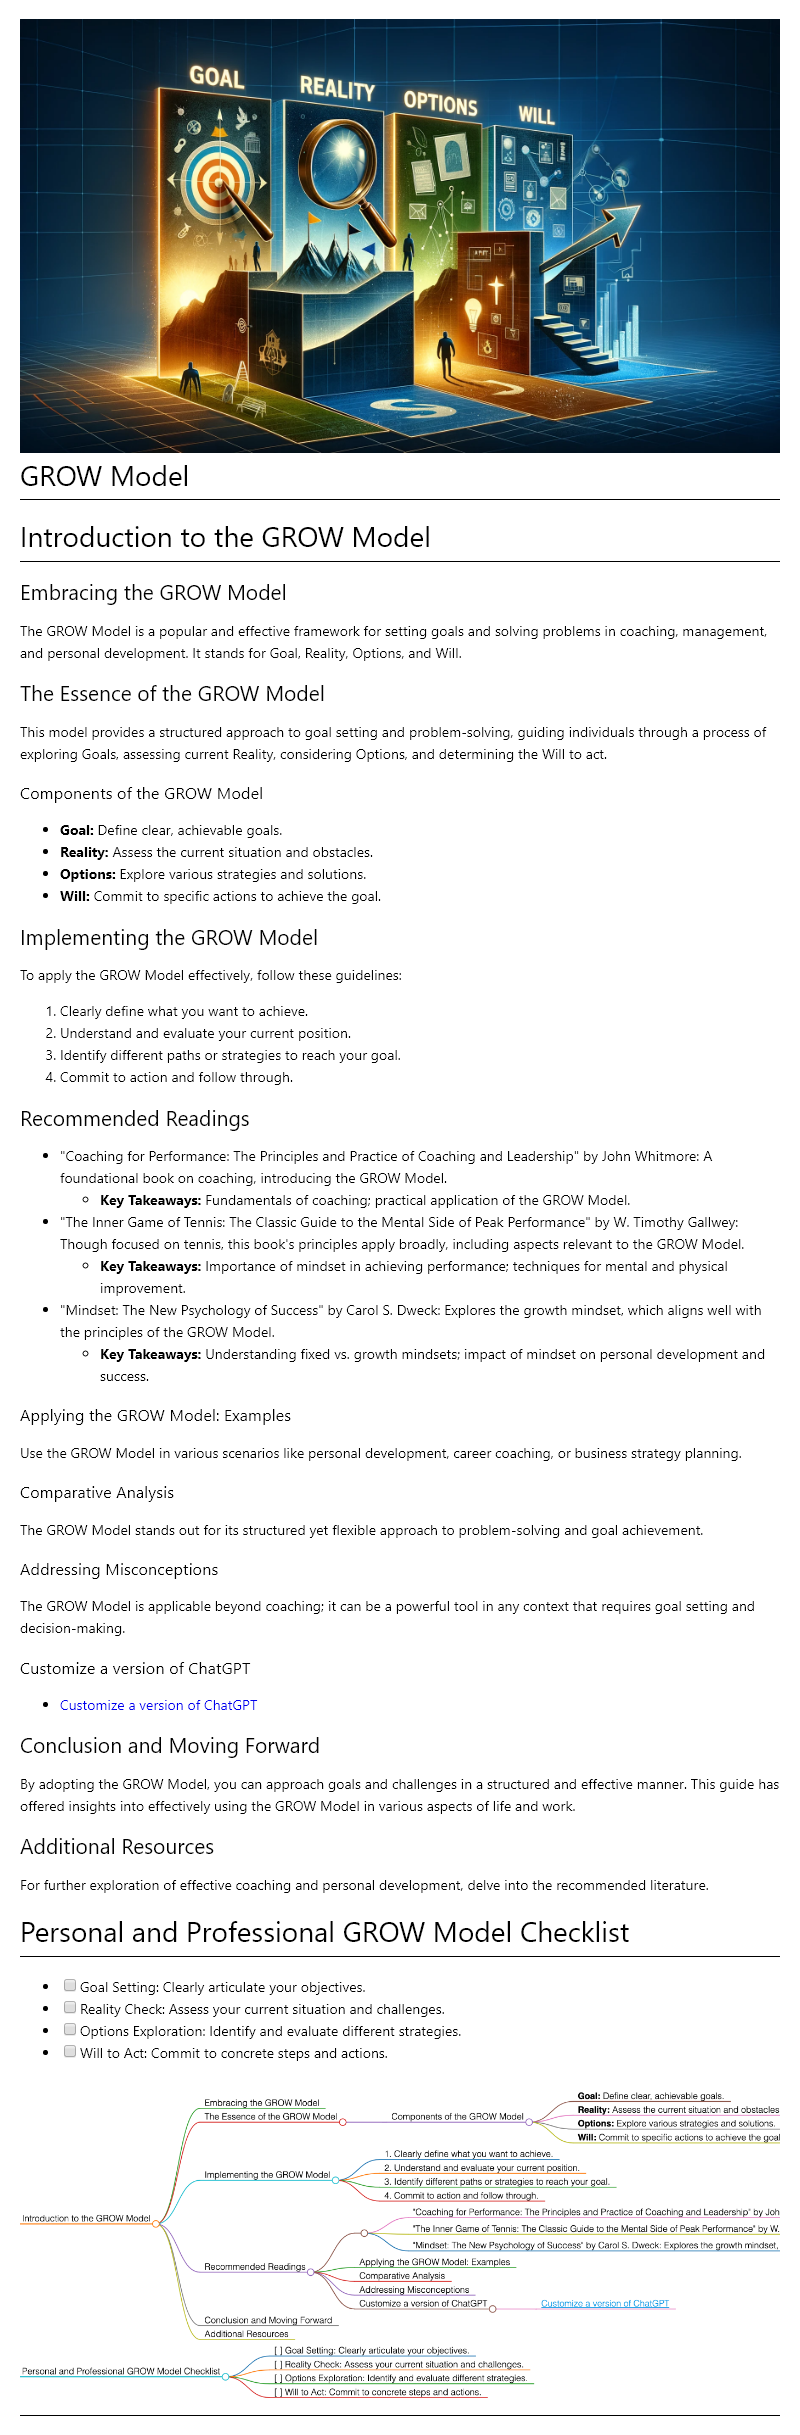 GOAL
REALITY
OPTIONS
WILL
GROW Model
Introduction to the GROW Model
Embracing the GROW Model
The GROW Model is a popular and effective framework for setting goals and solving problems in coaching, management,
and personal development. It stands for Goal, Reality, Options, and Will.
The Essence of the GROW Model
This model provides a structured approach to goal setting and problem-solving, guiding individuals through a process of
exploring Goals, assessing current Reality, considering Options, and determining the Will to act.
Components of the GROW Model
• Goal: Define clear, achievable goals.
• Reality: Assess the current situation and obstacles.
• Options: Explore various strategies and solutions.
• Will: Commit to specific actions to achieve the goal.
Implementing the GROW Model
To apply the GROW Model effectively, follow these guidelines:
1. Clearly define what you want to achieve.
2. Understand and evaluate your current position.
3. Identify different paths or strategies to reach your goal.
4. Commit to action and follow through.
Recommended Readings
• "Coaching for Performance: The Principles and Practice of Coaching and Leadership" by John Whitmore: A
foundational book on coaching, introducing the GROW Model.
◦ Key Takeaways: Fundamentals of coaching; practical application of the GROW Model.
• "The Inner Game of Tennis: The Classic Guide to the Mental Side of Peak Performance" by W. Timothy Gallwey:
Though focused on tennis, this book's principles apply broadly, including aspects relevant to the GROW Model.
◦ Key Takeaways: Importance of mindset in achieving performance; techniques for mental and physical
improvement.
• "Mindset: The New Psychology of Success" by Carol S. Dweck: Explores the growth mindset, which aligns well with
the principles of the GROW Model.
◦ Key Takeaways: Understanding fixed vs. growth mindsets; impact of mindset on personal development and
success.
Applying the GROW Model: Examples
Use the GROW Model in various scenarios like personal development, career coaching, or business strategy planning.
Comparative Analysis
The GROW Model stands out for its structured yet flexible approach to problem-solving and goal achievement.
Addressing Misconceptions
The GROW Model is applicable beyond coaching; it can be a powerful tool in any context that requires goal setting and
decision-making.
Customize a version of ChatGPT
• Customize a version of ChatGPT
Conclusion and Moving Forward
By adopting the GROW Model, you can approach goals and challenges in a structured and effective manner. This guide has
offered insights into effectively using the GROW Model in various aspects of life and work.
Additional Resources
For further exploration of effective coaching and personal development, delve into the recommended literature.
Personal and Professional GROW Model Checklist
• Goal Setting: Clearly articulate your objectives.
• Reality Check: Assess your current situation and challenges.
• Options Exploration: Identify and evaluate different strategies.
• Will to Act: Commit to concrete steps and actions.
Introduction to the GROW Model
Embracing the GROW Model
The Essence of the GROW Model
Components of the GROW Model
Goal: Define clear, achievable goals.
Reality: Assess the current situation and obstacles
Options: Explore various strategies and solutions.
Will: Commit to specific actions to achieve the goal
Implementing the GROW Model
1. Clearly define what you want to achieve.
2. Understand and evaluate your current position.
3. Identify different paths or strategies to reach your goal.
4. Commit to action and follow through.
Recommended Readings
"Coaching for Performance: The Principles and Practice of Coaching and Leadership" by Joh
"The Inner Game of Tennis: The Classic Guide to the Mental Side of Peak Performance" by W.
"Mindset: The New Psychology of Success" by Carol S. Dweck: Explores the growth mindset,
Applying the GROW Model: Examples
Comparative Analysis
Addressing Misconceptions
Customize a version of ChatGPT
Customize a version of ChatGPT
Conclusion and Moving Forward
Additional Resources
Personal and Professional GROW Model Checklist
[ ] Goal Setting: Clearly articulate your objectives.
[ ] Reality Check: Assess your current situation and challenges.
[ ] Options Exploration: Identify and evaluate different strategies.
[ ] Will to Act: Commit to concrete steps and actions.